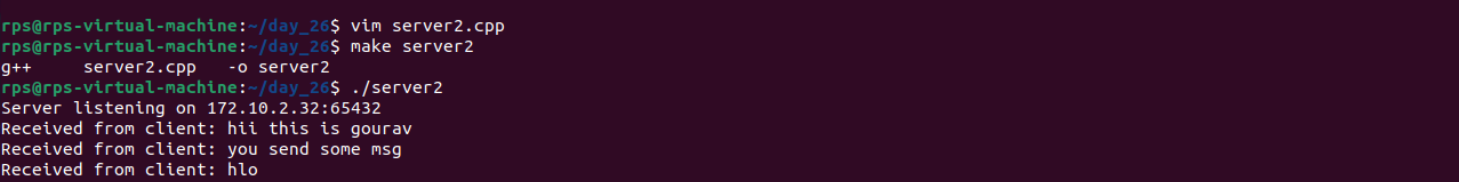 rps@rps-virtual-machine:~/day_26$ vim server2.cpp
rps@rps-virtual-machine:~/day_26$ make server2
g++     server2.cpp   -o server2
rps@rps-virtual-machine:~/day_26$ ./server2
Server listening on 172.10.2.32:65432
Received from client: hii this is gourav
Received from client: you send some msg
Received from client: hlo